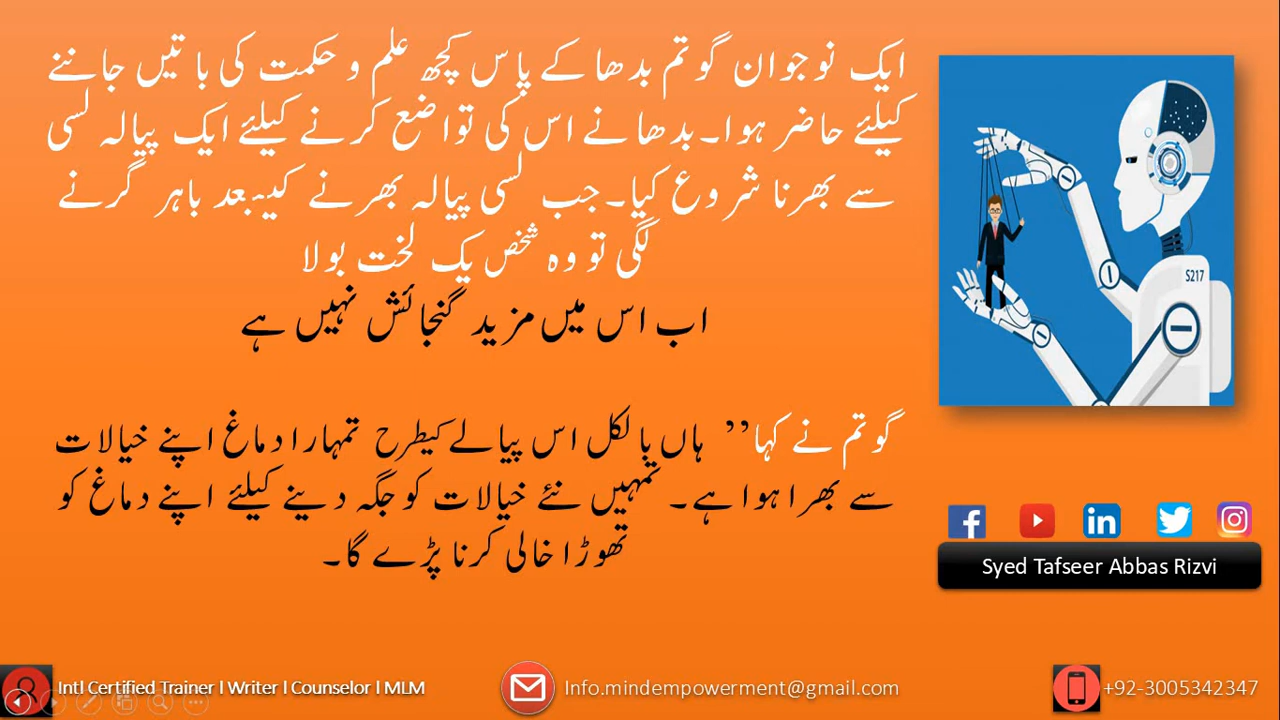 ایک نوجوان گوتم بدھا کے پاس کچھ علم و حکمت کی باتیں جاننے
کیلئے حاضر ہوا۔بدھا نے اس کی تواضع کرنے کیلئے ایک پیالہ لسی
سے بھرنا شروع کیا۔جب لسی پیالہ بھرنے کیہ بعد باہر گرنے
لگی تو وہ شخص یک لخت بولا
اب اس میں مزید گنجائش نہیں ہے
گوتم نے کہا’’ ہاں بالکل اس پیالے کیطرح تمہارا دماغ اپنے خیالات
سے بھرا ہوا ہے۔ تمہیں نئے خیالات کو جگہ دینے کیلئے اپنے دماغ کو
تھوڑا خالی کرنا پڑے گا۔
S217
Syed Tafseer Abbas Rizvi
Intl Certified Trainer l Writer l Counselor l MLM
Info.mindempowerment@gmail.com
+92-3005342347